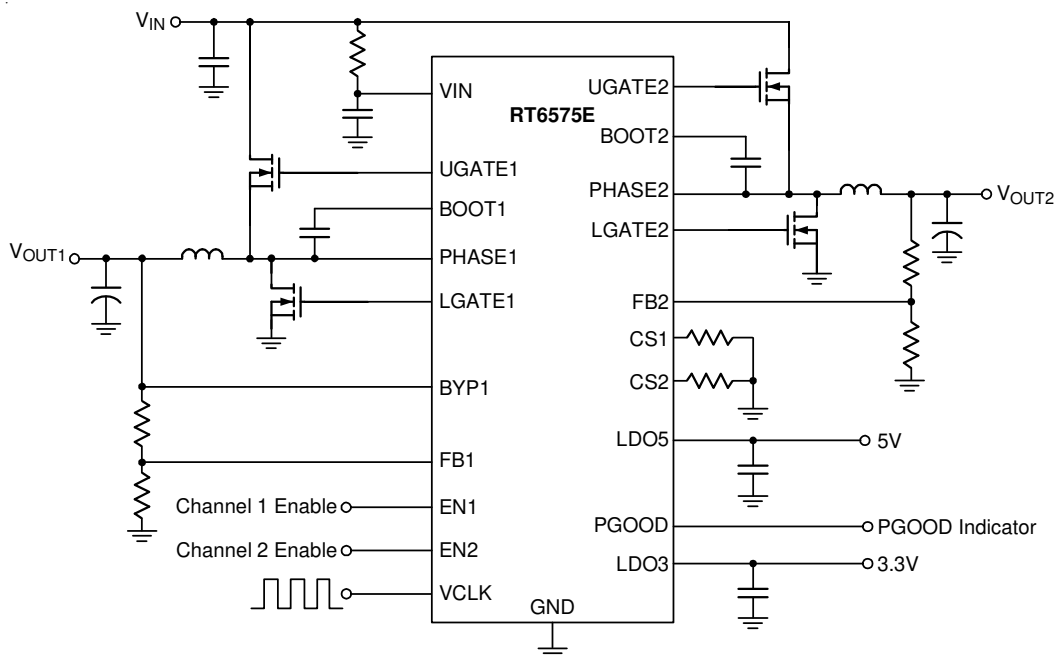 VIN
VIN
RT6575E
UGATE2
BOOT2
UGATE1
PHASE2
VOUT2
BOOT1
LGATE2
VOUT1
PHASE1
LGATE1
FB2
CS1
CS2
BYP1
LDO5
5V
FB1
Channel 1 Enable
EN1
PGOOD
PGOOD Indicator
Channel 2 Enable
EN2
LDO3
3.3V
VCLK
GND